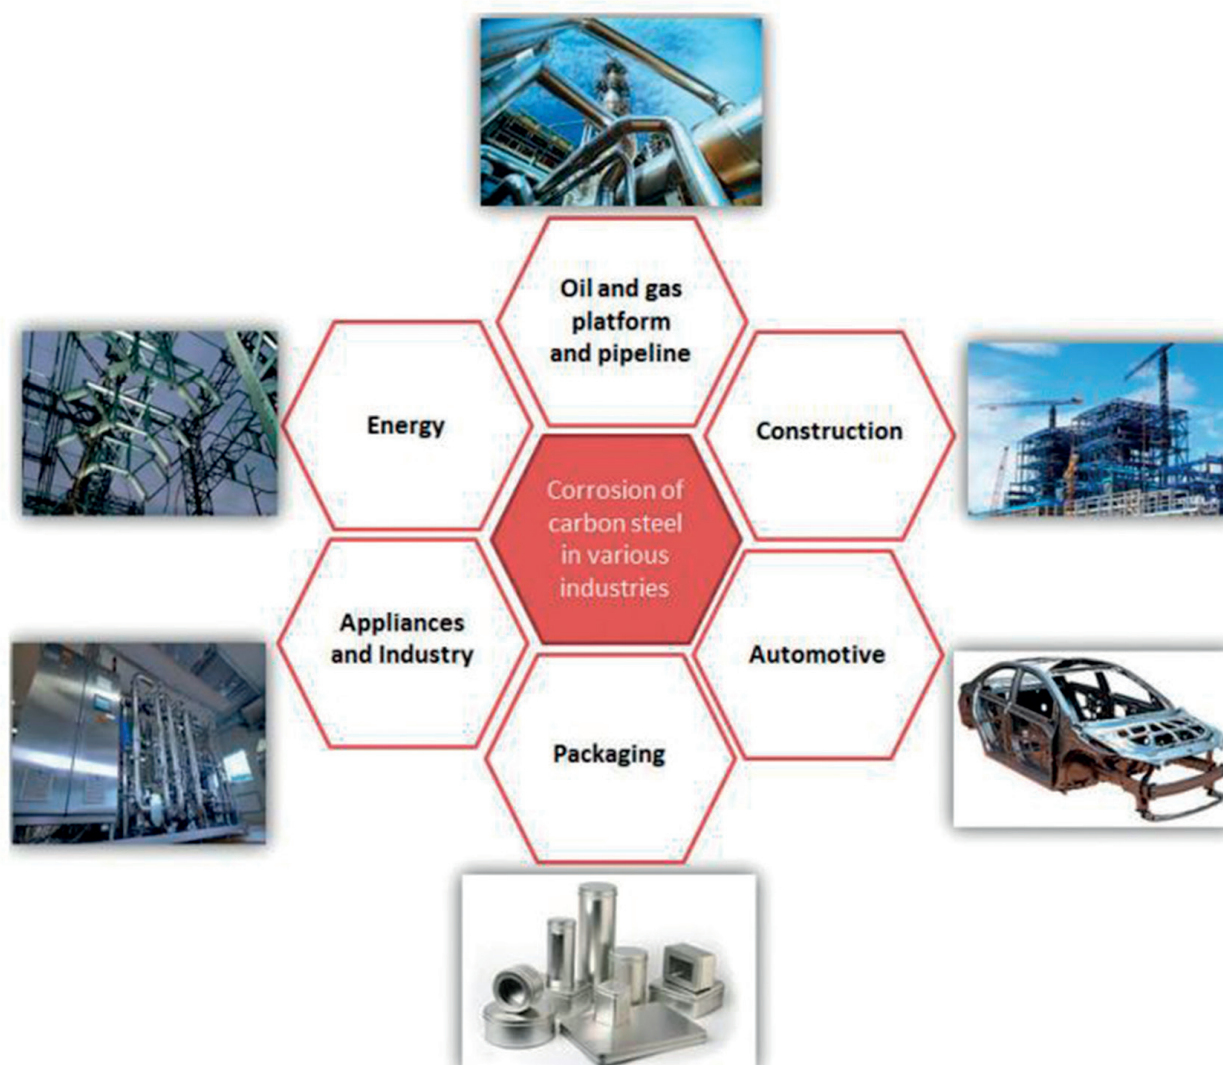 Oil and gas
platform
and pipeline
Energy
Construction
Corrosion of
carbon steel
in various
industries
Appliances
and Industry
Automotive
Packaging